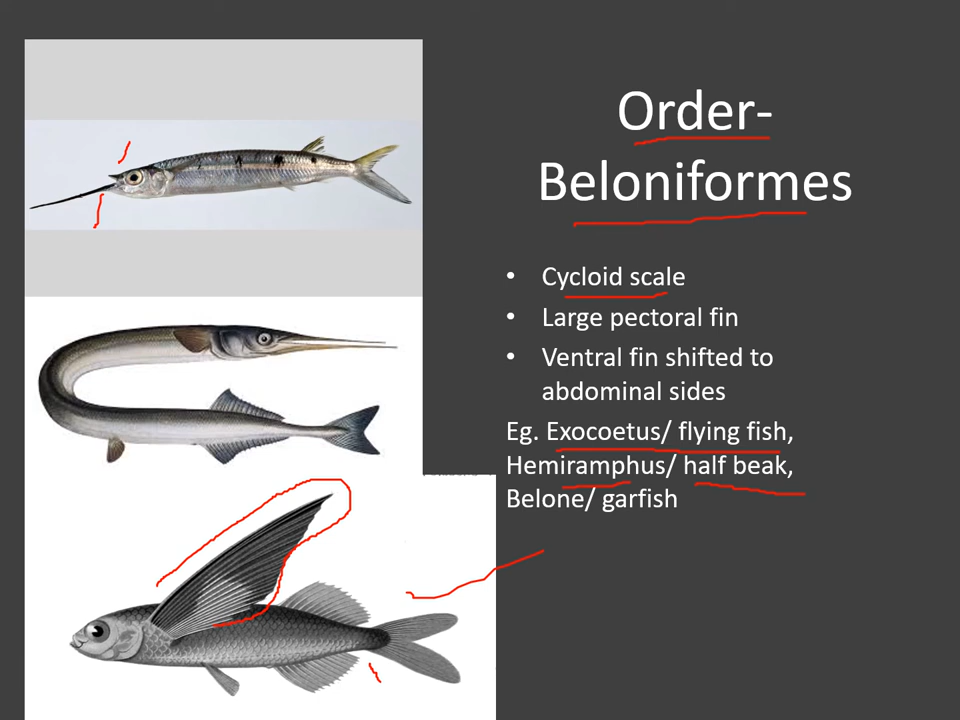 Order-
Beloniformes
• Cycloid scale
• Large pectoral fin
• Ventral fin shifted to
abdominal sides
Eg. Exocoetus/ flying fish,
Hemiramphus/ half beak,
Belone/ garfish